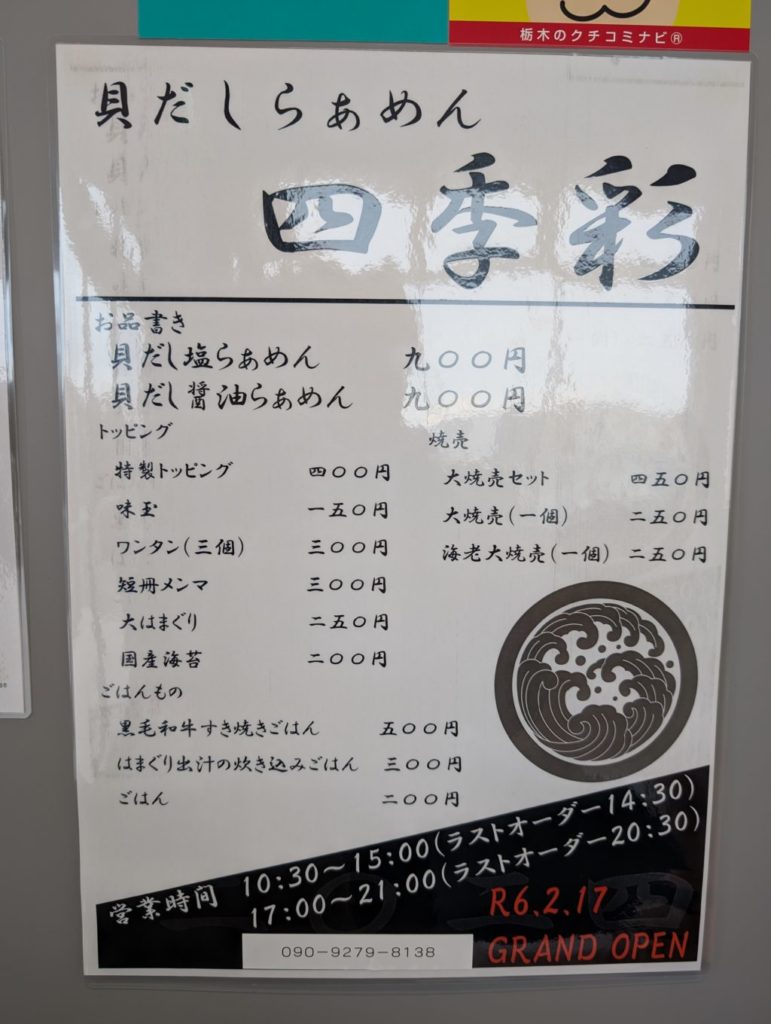 栃木のクチコミナビ®
貝だしらぁめん
四季彩
お品書き
貝だし塩らぁめん 九〇〇円
貝だし醤油らぁめん 九〇〇円
トッピング
特製トッピング 四〇〇円
味玉 一五〇円
ワンタン(三個) 三〇〇円
短冊メンマ 三〇〇円
大はまぐり 二五〇円
国産海苔 二〇〇円
ごはんもの
黒毛和牛すき焼きごはん 五〇〇円
はまぐり出汁の炊き込みごはん 三〇〇円
ごはん 二〇〇円
焼売
大焼売セット 四五〇円
大焼売(一個) 二五〇円
海老大焼売(一個) 二五〇円
営業時間 10:30〜15:00(ラストオーダー14:30)
17:00〜21:00(ラストオーダー20:30)
R6.2.17
GRAND OPEN
090-9279-8138